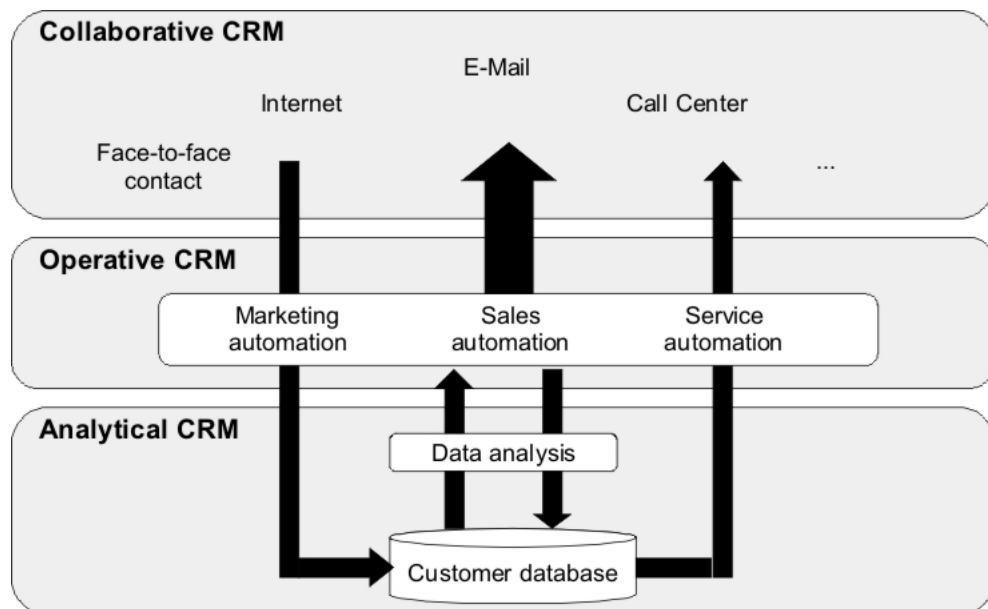 Collaborative CRM
E-Mail
Internet
Call Center
Face-to-face
contact
...
Operative CRM
Marketing
automation
Sales
automation
Service
automation
Analytical CRM
Data analysis
Customer database